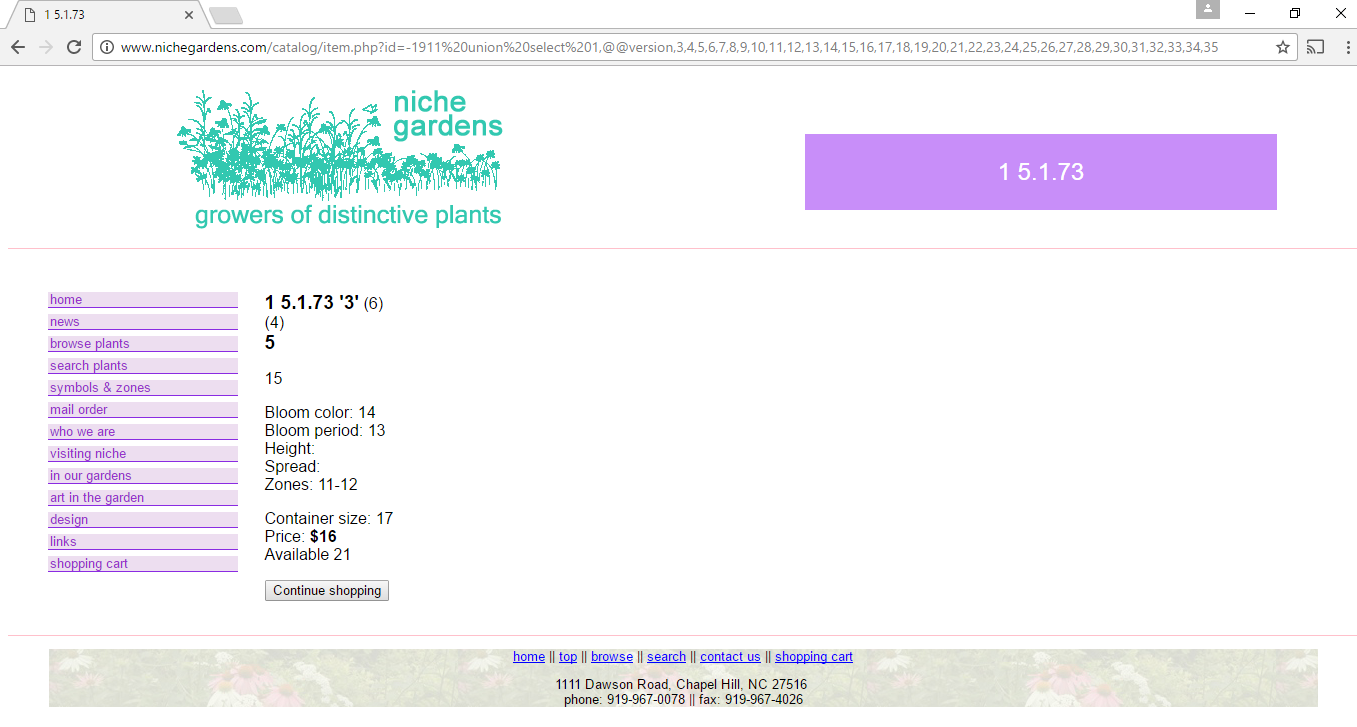 1 5.1.73
www.nichegardens.com/catalog/item.php?id=-1911%20union%20select%201,@@version,3,4,5,6,7,8,9,10,11,12,13,14,15,16,17,18,19,20,21,22,23,24,25,26,27,28,29,30,31,32,33,34,35
niche
gardens
growers of distinctive plants
1 5.1.73
home
news
browse plants
search plants
symbols & zones
mail order
who we are
visiting niche
in our gardens
art in the garden
design
links
shopping cart
1 5.1.73 '3' (6)
(4)
5
15
Bloom color: 14
Bloom period: 13
Height:
Spread:
Zones: 11-12
Container size: 17
Price: $16
Available 21
Continue shopping
home || top || browse || search || contact us || shopping cart
1111 Dawson Road, Chapel Hill, NC 27516
phone: 919-967-0078 || fax: 919-967-4026